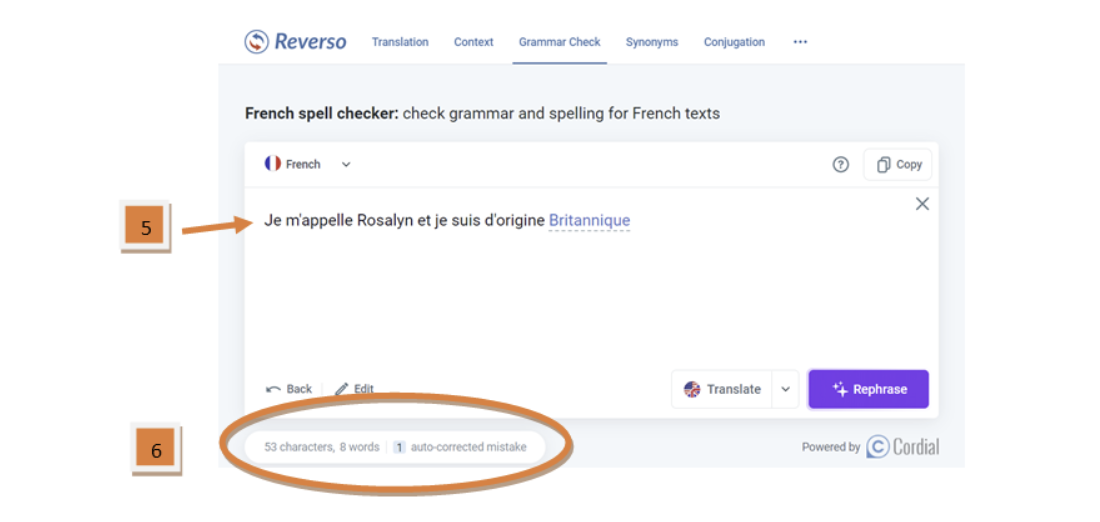 Reverso Translation Context Grammar Check Synonyms Conjugation ...
French spell checker: check grammar and spelling for French texts
French ? Copy
5 Je m'appelle Rosalyn et je suis d'origine Britannique
Back Edit Translate Rephrase
6 53 characters, 8 words 1 auto-corrected mistake Powered by Cordial